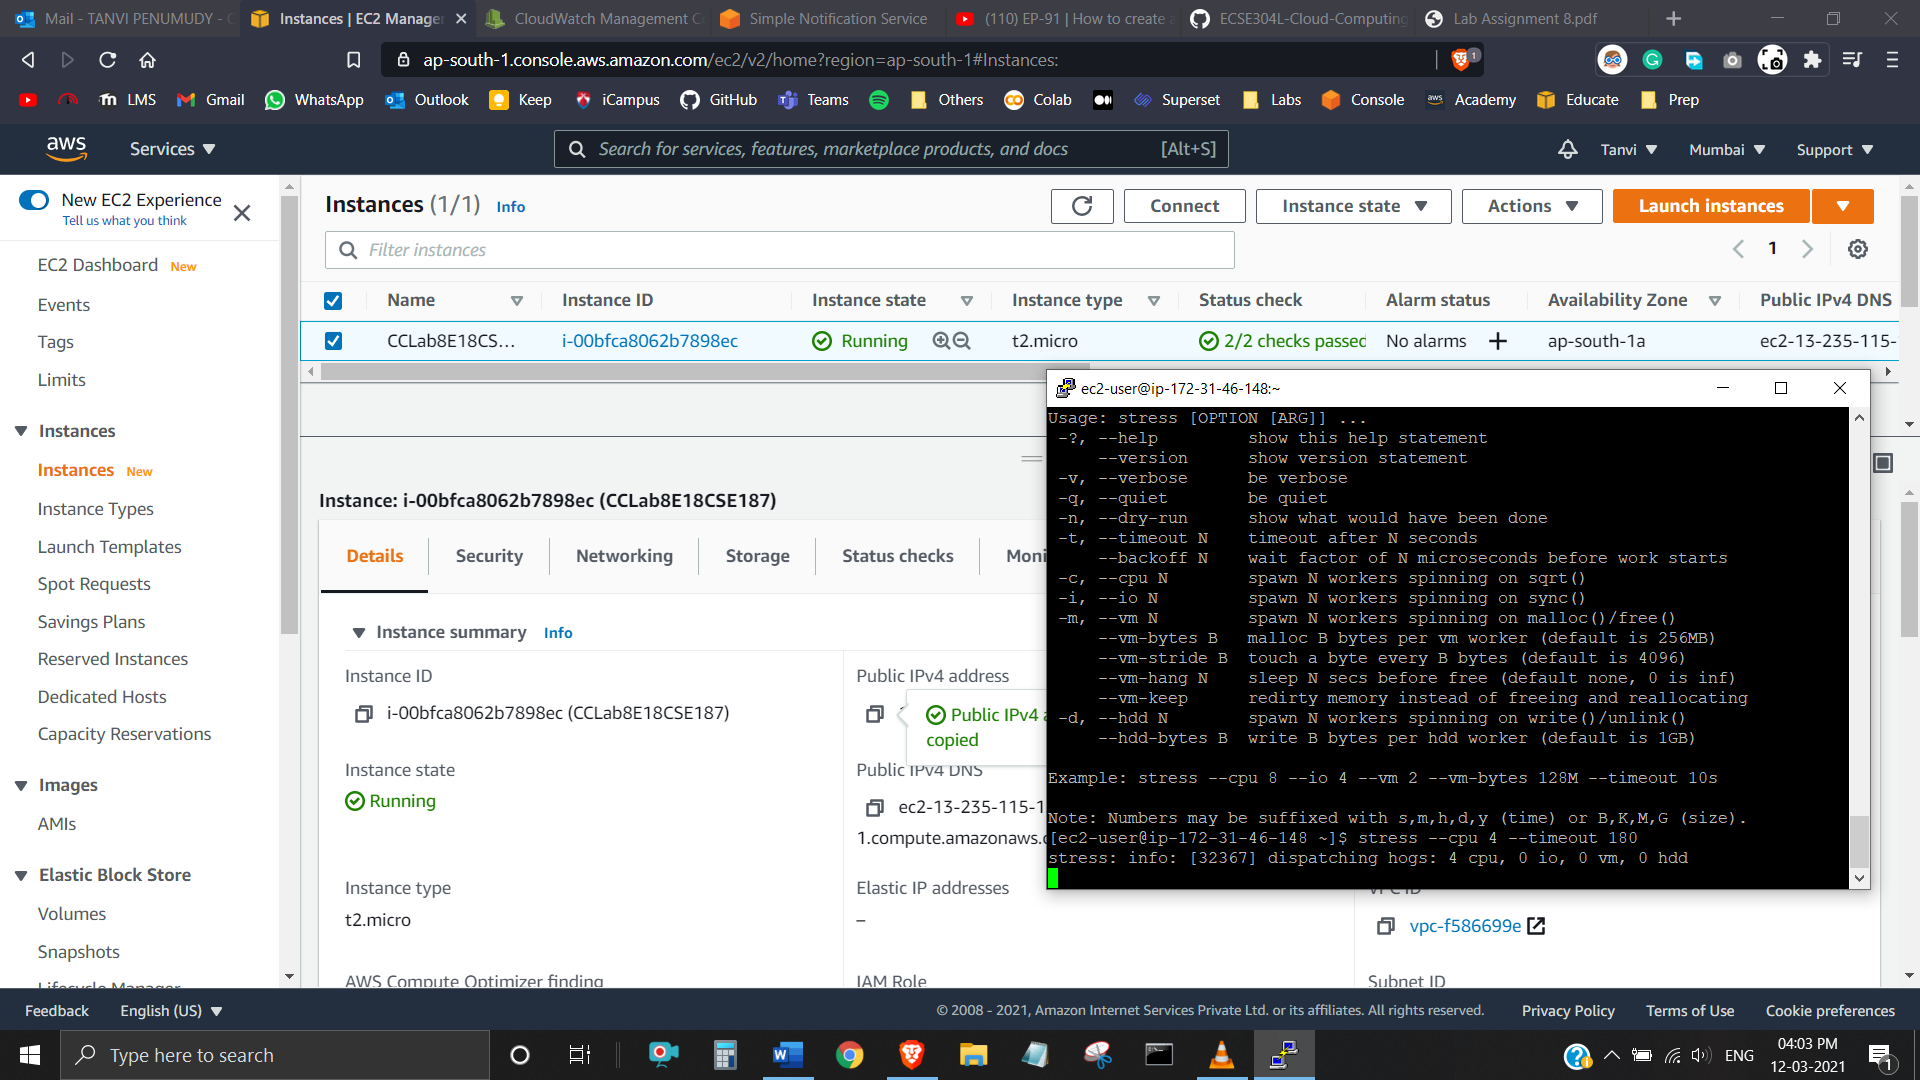 Mail - TANVI PENUMUDY - 
Instances | EC2 Manage
CloudWatch Management C
Simple Notification Service
(110) EP-91 | How to create
ECSE304L-Cloud-Computing
Lab Assignment 8.pdf
ap-south-1.console.aws.amazon.com/ec2/v2/home?region=ap-south-1#Instances:
1
LMS Gmail WhatsApp Outlook Keep iCampus GitHub Teams Others Colab Superset Labs Console Academy Educate Prep
aws Services Search for services, features, marketplace products, and docs [Alt+S] Tanvi Mumbai Support
New EC2 Experience
Tell us what you think
EC2 Dashboard New
Events
Tags
Limits
Instances
Instances New
Instance Types
Launch Templates
Spot Requests
Savings Plans
Reserved Instances
Dedicated Hosts
Capacity Reservations
Images
AMIs
Elastic Block Store
Volumes
Snapshots
Lifecycle Manager
Instances (1/1) Info
Connect Instance state Actions Launch instances
Filter instances
1
Name Instance ID Instance state Instance type Status check Alarm status Availability Zone Public IPv4 DNS
CCLab8E18CS... i-00bfca8062b7898ec Running t2.micro 2/2 checks passed No alarms + ap-south-1a ec2-13-235-115-
Instance: i-00bfca8062b7898ec (CCLab8E18CSE187)
Details Security Networking Storage Status checks Moni
Instance summary Info
Instance ID
i-00bfca8062b7898ec (CCLab8E18CSE187)
Instance state
Running
Instance type
t2.micro
AWS Compute Optimizer finding
Public IPv4 address
Public IPv4 a
copied
Public IPv4 DNS
ec2-13-235-115-1
1.compute.amazonaws.c
Elastic IP addresses
–
IAM Role
VPC ID
vpc-f586699e
Subnet ID
ec2-user@ip-172-31-46-148:~
Usage: stress [OPTION [ARG]] ...
-?, --help show this help statement
--version show version statement
-v, --verbose be verbose
-q, --quiet be quiet
-n, --dry-run show what would have been done
-t, --timeout N timeout after N seconds
--backoff N wait factor of N microseconds before work starts
-c, --cpu N spawn N workers spinning on sqrt()
-i, --io N spawn N workers spinning on sync()
-m, --vm N spawn N workers spinning on malloc()/free()
--vm-bytes B malloc B bytes per vm worker (default is 256MB)
--vm-stride B touch a byte every B bytes (default is 4096)
--vm-hang N sleep N secs before free (default none, 0 is inf)
--vm-keep redirty memory instead of freeing and reallocating
-d, --hdd N spawn N workers spinning on write()/unlink()
--hdd-bytes B write B bytes per hdd worker (default is 1GB)
Example: stress --cpu 8 --io 4 --vm 2 --vm-bytes 128M --timeout 10s
Note: Numbers may be suffixed with s,m,h,d,y (time) or B,K,M,G (size).
[ec2-user@ip-172-31-46-148 ~]$ stress --cpu 4 --timeout 180
stress: info: [32367] dispatching hogs: 4 cpu, 0 io, 0 vm, 0 hdd
Feedback English (US) © 2008 - 2021, Amazon Internet Services Private Ltd. or its affiliates. All rights reserved. Privacy Policy Terms of Use Cookie preferences
Type here to search
ENG
04:03 PM
12-03-2021
1